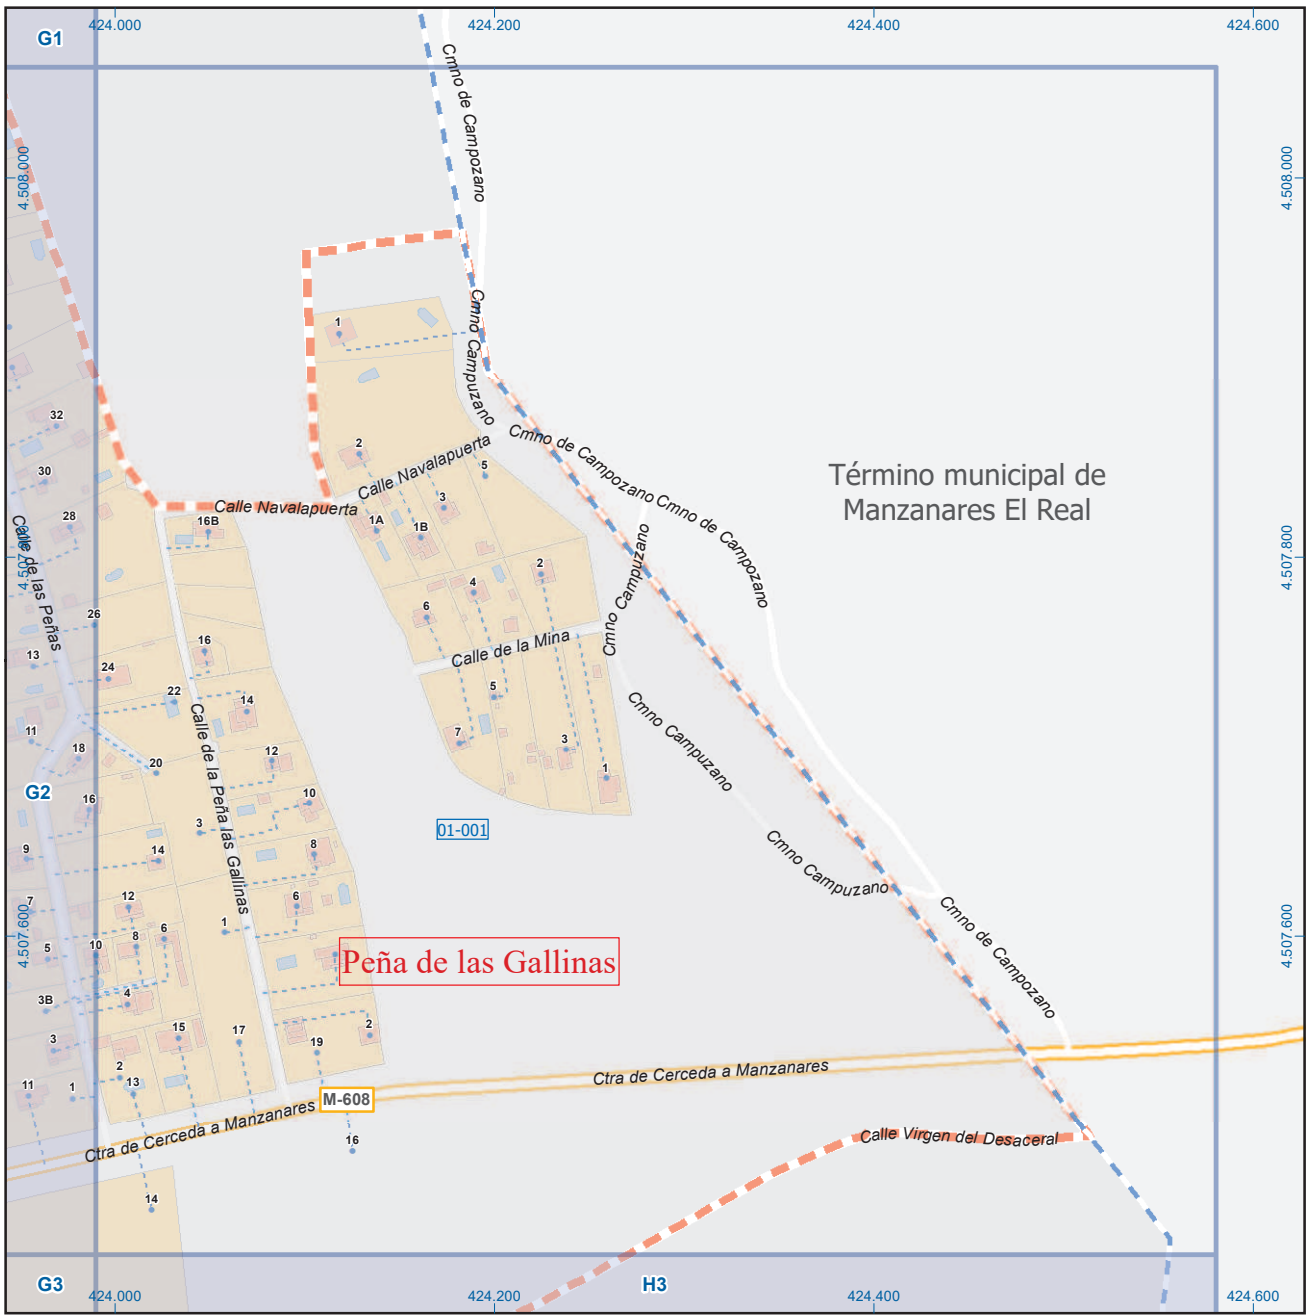 424.000
424.200
424.400
424.600
G1
Cmno de Campozano
4.508.000
4.508.000
1
Cmno Campuzano
32
2
Calle Navalapuerta
Cmno de Campozano
Cmno de Campozano
Término municipal de
Manzanares El Real
30
5
3
Calle Navalapuerta
28
16B
1A
1B
Calle de las Peñas
4.507.800
4.507.800
Cmno Campuzano
2
4
6
26
13
16
Calle de la Mina
24
22
14
5
Cmno Campuzano
11
18
Calle de la Peña las Gallinas
7
3
12
20
1
G2
16
10
3
01-001
9
14
8
Cmno Campuzano
7
12
6
1
Cmno de Campozano
4.507.600
4.507.600
5
10
8
6
Peña de las Gallinas
3B
4
3
15
17
19
2
2
13
11
1
Ctra de Cerceda a Manzanares
M-608
Ctra de Cerceda a Manzanares
16
Calle Virgen del Desaceral
14
G3
H3
424.000
424.200
424.400
424.600